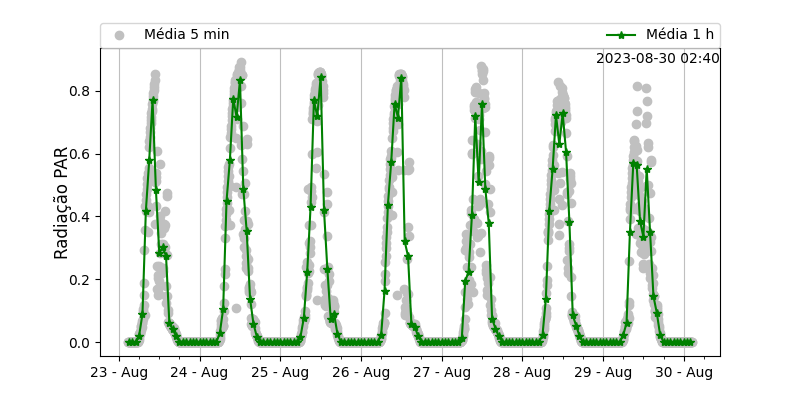 Média 5 min
Média 1 h
2023-08-30 02:40
Radiação PAR
0.8
0.6
0.4
0.2
0.0
23 - Aug
24 - Aug
25 - Aug
26 - Aug
27 - Aug
28 - Aug
29 - Aug
30 - Aug